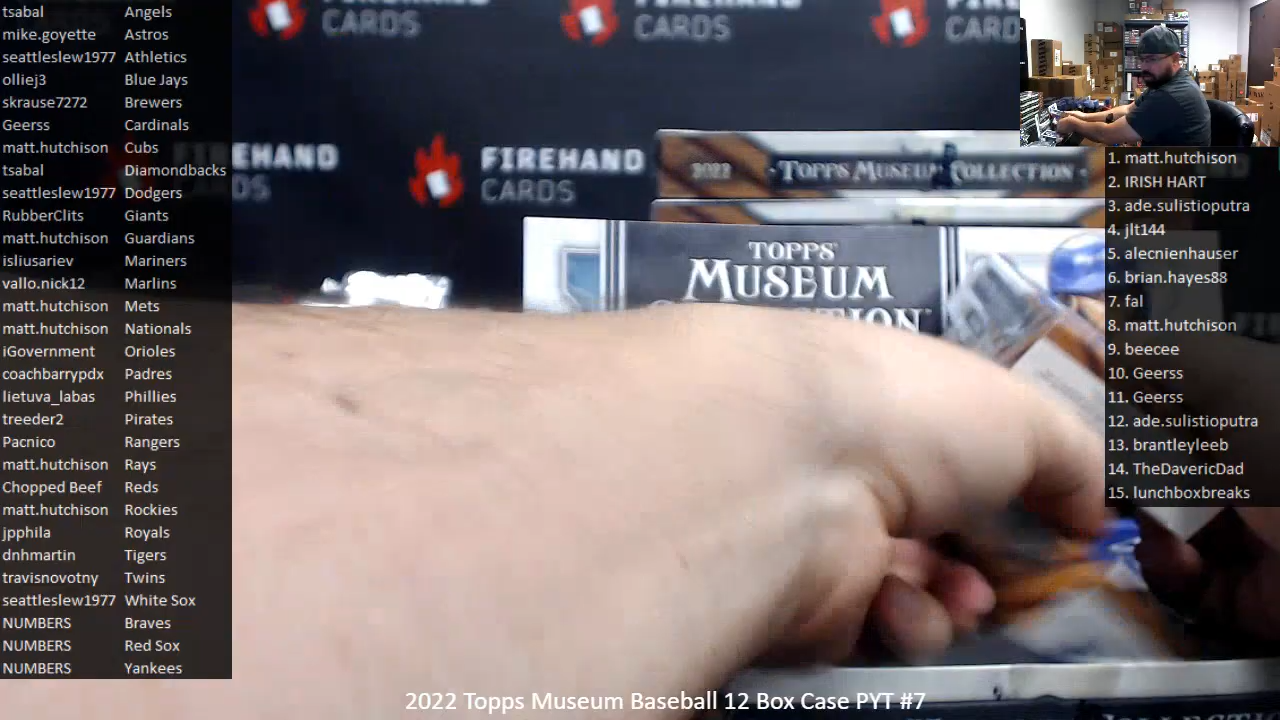 tsabal Angels
mike.goyette Astros
seattleslew1977 Athletics
olliej3 Blue Jays
skrause7272 Brewers
Geerss Cardinals
matt.hutchison Cubs
tsabal Diamondbacks
seattleslew1977 Dodgers
RubberClits Giants
matt.hutchison Guardians
isliusariev Mariners
vallo.nick12 Marlins
matt.hutchison Mets
matt.hutchison Nationals
iGovernment Orioles
coachbarrypdx Padres
lietuva_labas Phillies
treeder2 Pirates
Pacnico Rangers
matt.hutchison Rays
Chopped Beef Reds
matt.hutchison Rockies
jpphila Royals
dnhmartin Tigers
travisnovotny Twins
seattleslew1977 White Sox
NUMBERS Braves
NUMBERS Red Sox
NUMBERS Yankees
CARDS
CARDS
CARD
EHAND
DS
FIREHAND
CARDS
2022 TOPPS MUSEUM COLLECTION
TOPPS
MUSEUM
1. matt.hutchison
2. IRISH HART
3. ade.sulistioputra
4. jlt144
5. alecnienhauser
6. brian.hayes88
7. fal
8. matt.hutchison
9. beecee
10. Geerss
11. Geerss
12. ade.sulistioputra
13. brantleyleeb
14. TheDavericDad
15. lunchboxbreaks
2022 Topps Museum Baseball 12 Box Case PYT #7